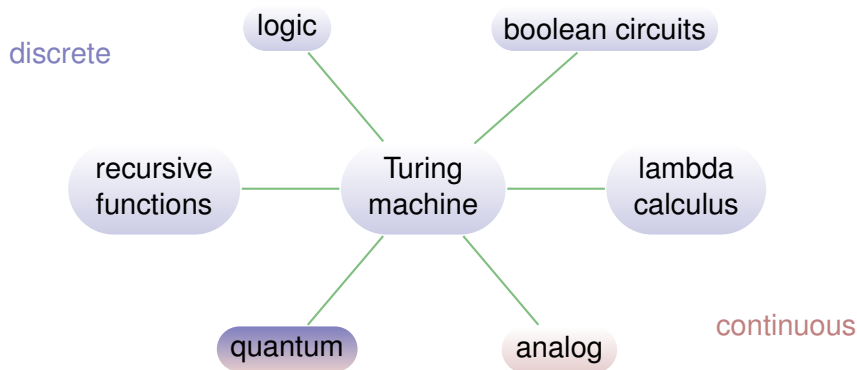 logic
boolean circuits
discrete
recursive
functions
Turing
machine
lambda
calculus
continuous
quantum
analog